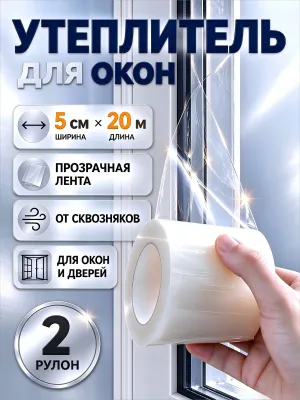 УТЕПЛИТЕЛЬ
ДЛЯ ОКОН
5 см × 20 м
ШИРИНА ДЛИНА
ПРОЗРАЧНАЯ
ЛЕНТА
ОТ СКВОЗНЯКОВ
ДЛЯ ОКОН
И ДВЕРЕЙ
2
РУЛОН